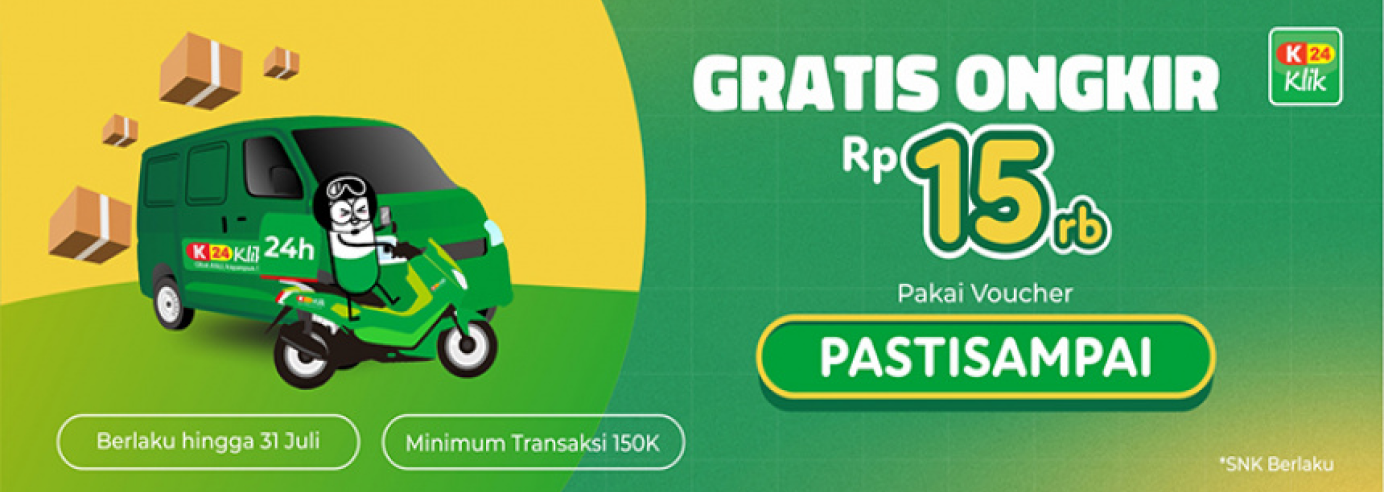 GRATIS ONGKIR
Rp 15 rb
Pakai Voucher
PASTISAMPAI
K 24
Klik
K 24 Klik
24h
Berlaku hingga 31 Juli
Minimum Transaksi 150K
*SNK Berlaku